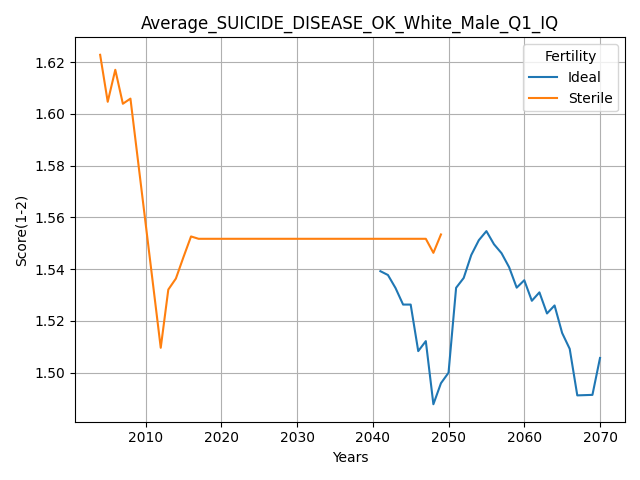 Average_SUICIDE_DISEASE_OK_White_Male_Q1_IQ
Fertility
Ideal
Sterile
Score(1-2)
1.62
1.60
1.58
1.56
1.54
1.52
1.50
2010 2020 2030 2040 2050 2060 2070
Years